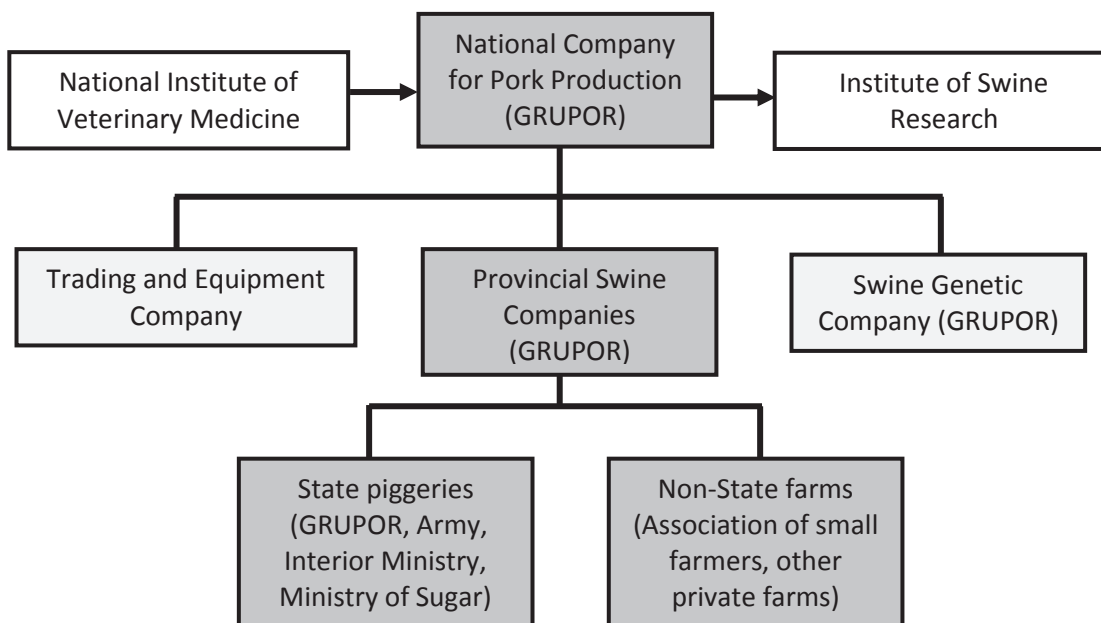 National Institute of
Veterinary Medicine
National Company
for Pork Production
(GRUPOR)
Institute of Swine
Research
Trading and Equipment
Company
Provincial Swine
Companies
(GRUPOR)
Swine Genetic
Company (GRUPOR)
State piggeries
(GRUPOR, Army,
Interior Ministry,
Ministry of Sugar)
Non-State farms
(Association of small
farmers, other
private farms)